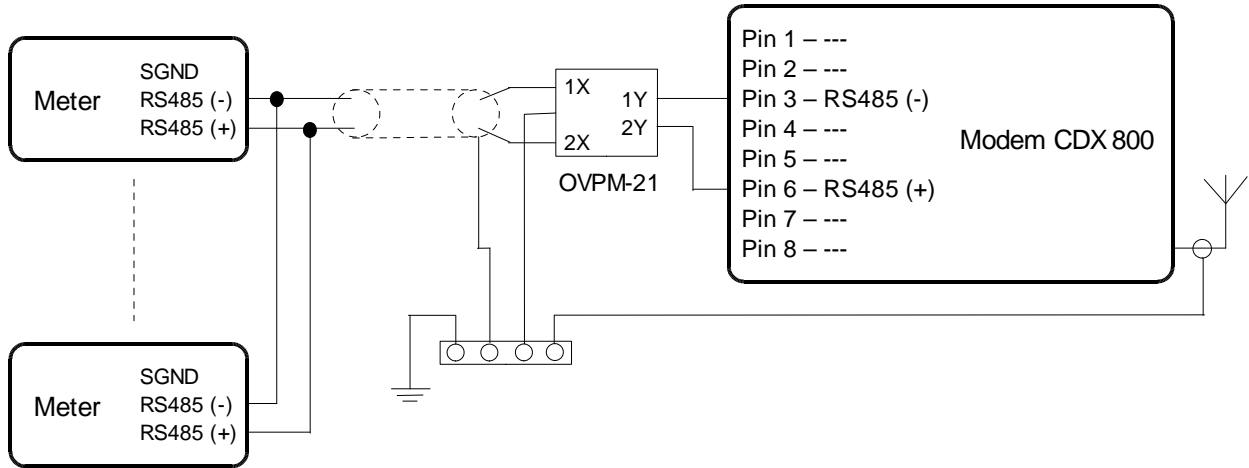 Meter
SGND
RS485 (-)
RS485 (+)
1X
2X
1Y
2Y
OVPM-21
Pin 1 – ---
Pin 2 – ---
Pin 3 – RS485 (-)
Pin 4 – ---
Pin 5 – ---
Pin 6 – RS485 (+)
Pin 7 – ---
Pin 8 – ---
Modem CDX 800
Meter
SGND
RS485 (-)
RS485 (+)